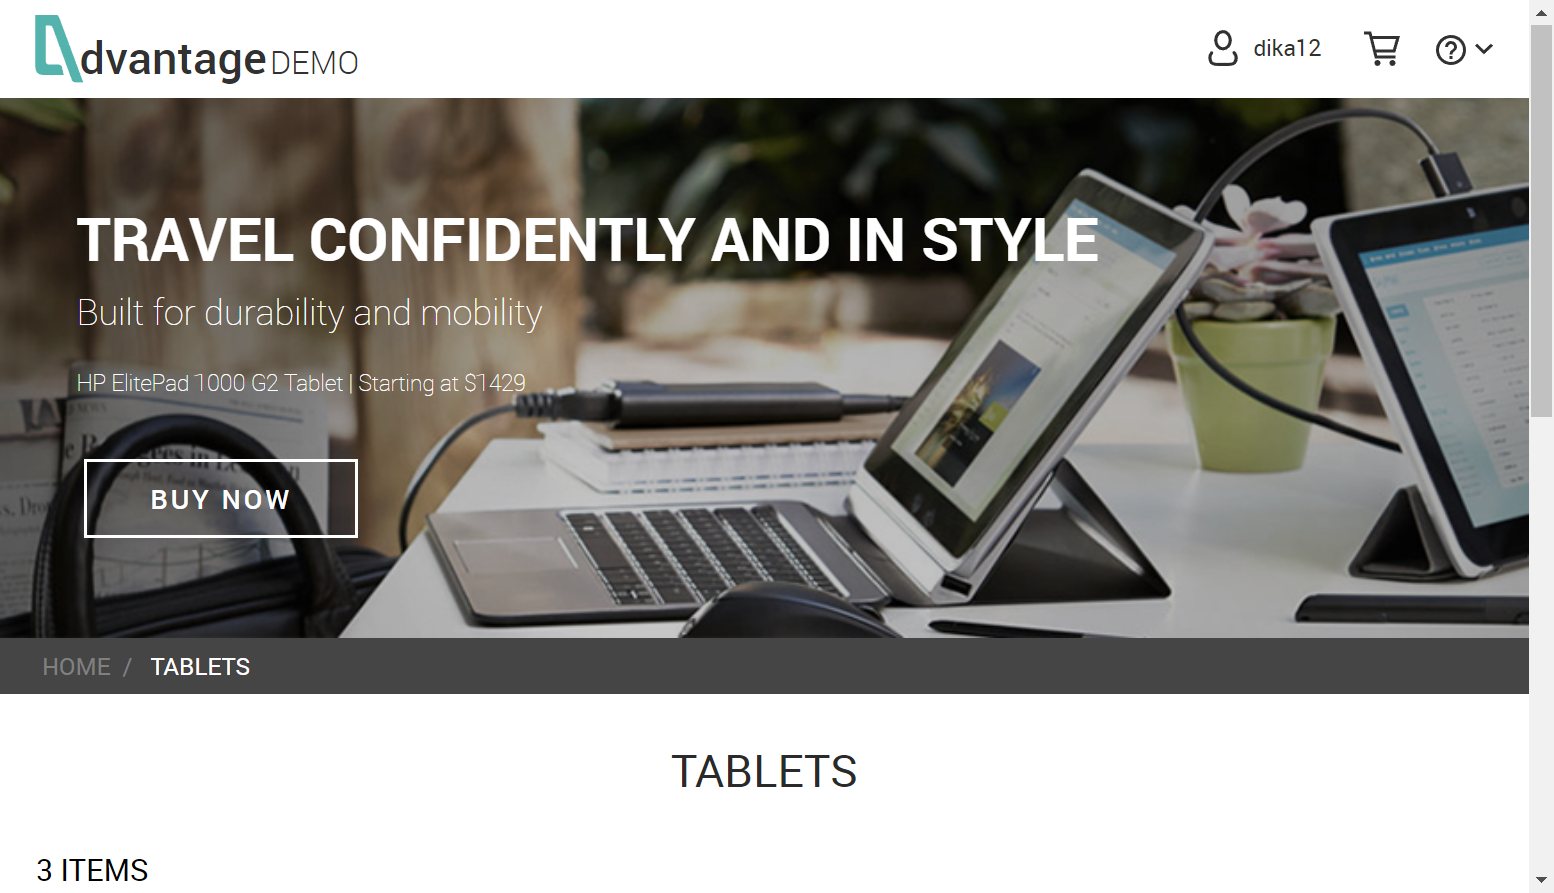 dvantage DEMO
dika12
TRAVEL CONFIDENTLY AND IN STYLE
Built for durability and mobility
HP ElitePad 1000 G2 Tablet | Starting at $1429
BUY NOW
HOME / TABLETS
TABLETS
3 ITEMS